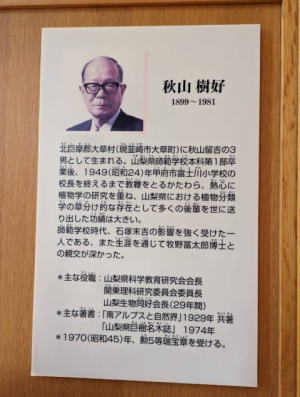 秋山 樹好
1899～1981
北巨摩郡大草村(現韮崎市大草町)に秋山留吉の3
男として生まれる。山梨県師範学校本科第1部卒
業後、1949(昭和24)年甲府市富士川小学校の
校長を終えるまで教鞭をとるかたわら、熱心に
植物学の研究を重ね、山梨県における植物分類
学の草分け的な存在として多くの後輩を世に送
り出した功績は大きい。
師範学校時代、石塚末吉の影響を強く受けた一
人である。また生涯を通じて牧野富太郎博士と
の親交が深かった。
*主な役職：山梨県科学教育研究会会長
関東理科研究委員会委員長
山梨生物同好会長(29年間)
*主な著書：「南アルプスと自然界」1929年 共著
「山梨県巨樹名木誌」 1974年
*1970(昭和45)年、勲5等瑞宝章を受ける。